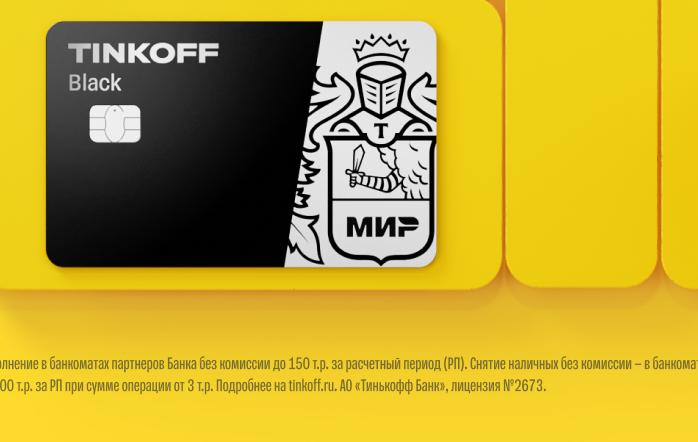 TINKOFF
Black
T
МИР
олнение в банкоматах партнеров Банка без комиссии до 150 т.р. за расчетный период (РП). Снятие наличных без комиссии – в банкомат
00 т.р. за РП при сумме операции от 3 т.р. Подробнее на tinkoff.ru. АО «Тинькофф Банк», лицензия №2673.